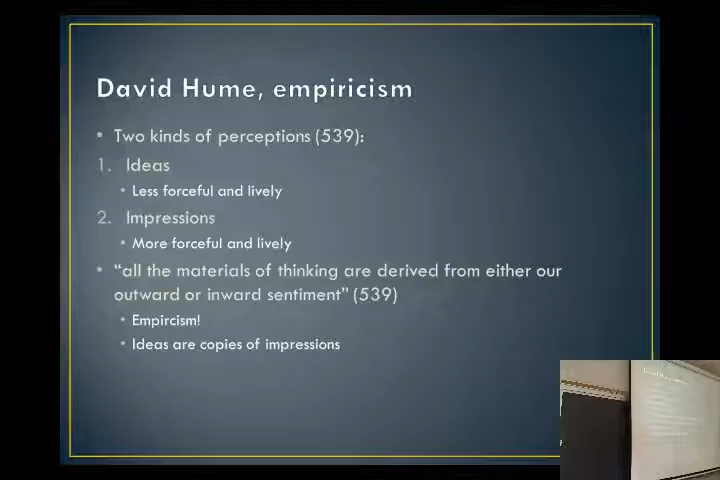 David Hume, empiricism
• Two kinds of perceptions (539):
1. Ideas
• Less forceful and lively
2. Impressions
• More forceful and lively
• “all the materials of thinking are derived from either our
outward or inward sentiment” (539)
• Empircism!
• Ideas are copies of impressions